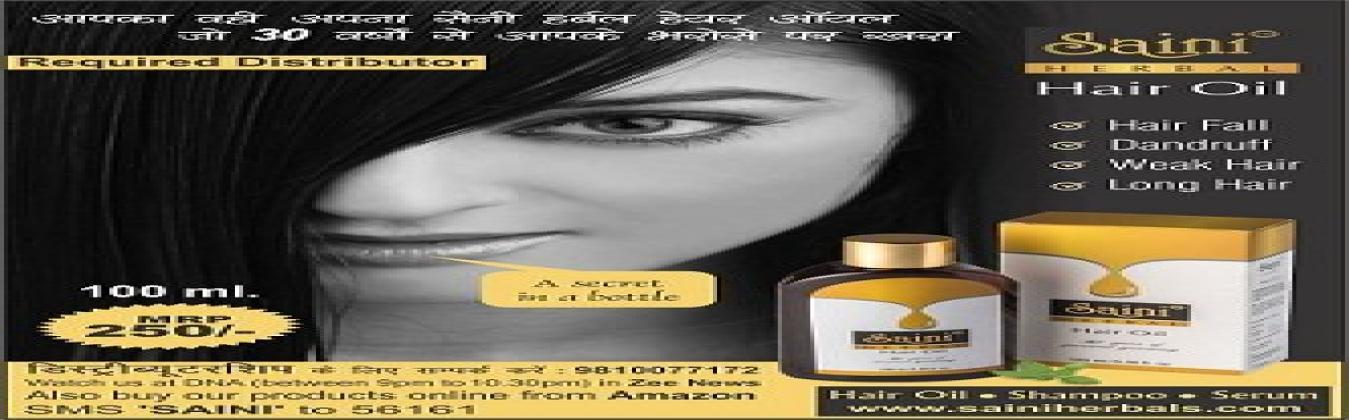 आपका वही अपना सैनी हर्बल हेयर ऑयल
जो 30 वर्षों से आपके भरोसे पर खरा
Required Distributor
Saini®
HERBAL
Hair Oil
Hair Fall
Dandruff
Weak Hair
Long Hair
A secret
in a bottle
100 ml.
MRP
250/-
Saini®
HERBAL
Hair Oil
Saini®
HERBAL
Hair Oil
डिस्ट्रीब्यूटरशिप के लिए सम्पर्क करें : 9810077172
Watch us at DNA (between 9pm to 10:30pm) in Zee News
Also buy our products online from Amazon
SMS "SAINI" to 56161
Hair Oil • Shampoo • Serum
www.sainiherbals.com